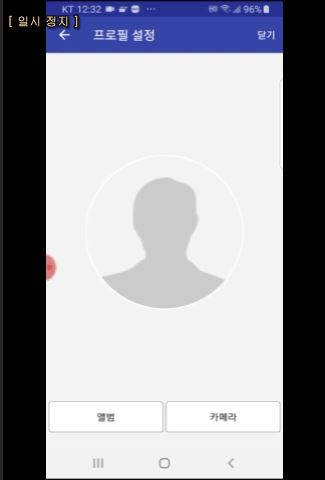 KT 12:32 ··· 96%
[ 일시 정지 ]
프로필 설정 닫기
앨범 카메라